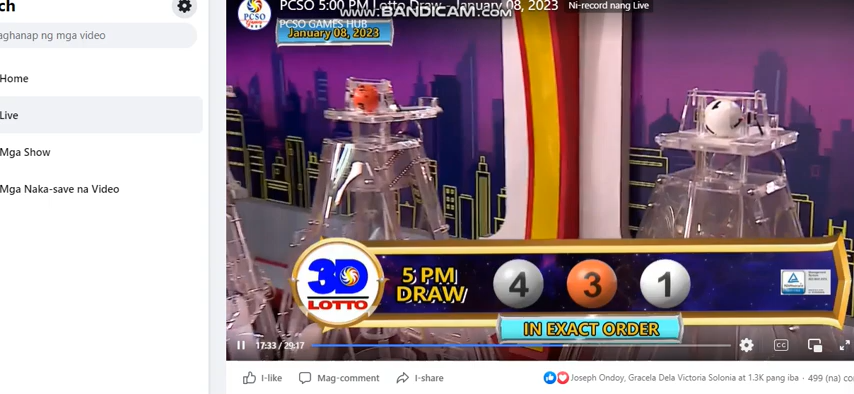 ch
aghanap ng mga video
Home
Live
Mga Show
Mga Naka-save na Video
PCSO 5:00 PM Lotto Draw - January 08, 2023
Ni-record nang Live
www.BANDICAM.com
PCSO GAMES HUB
January 08, 2023
3D
LOTTO
5 PM
DRAW
4 3 1
IN EXACT ORDER
17:33 / 29:17
CC
I-like
Mag-comment
I-share
Joseph Ondoy, Gracela Dela Victoria Solonia at 1.3K pang iba · 499 (na) co